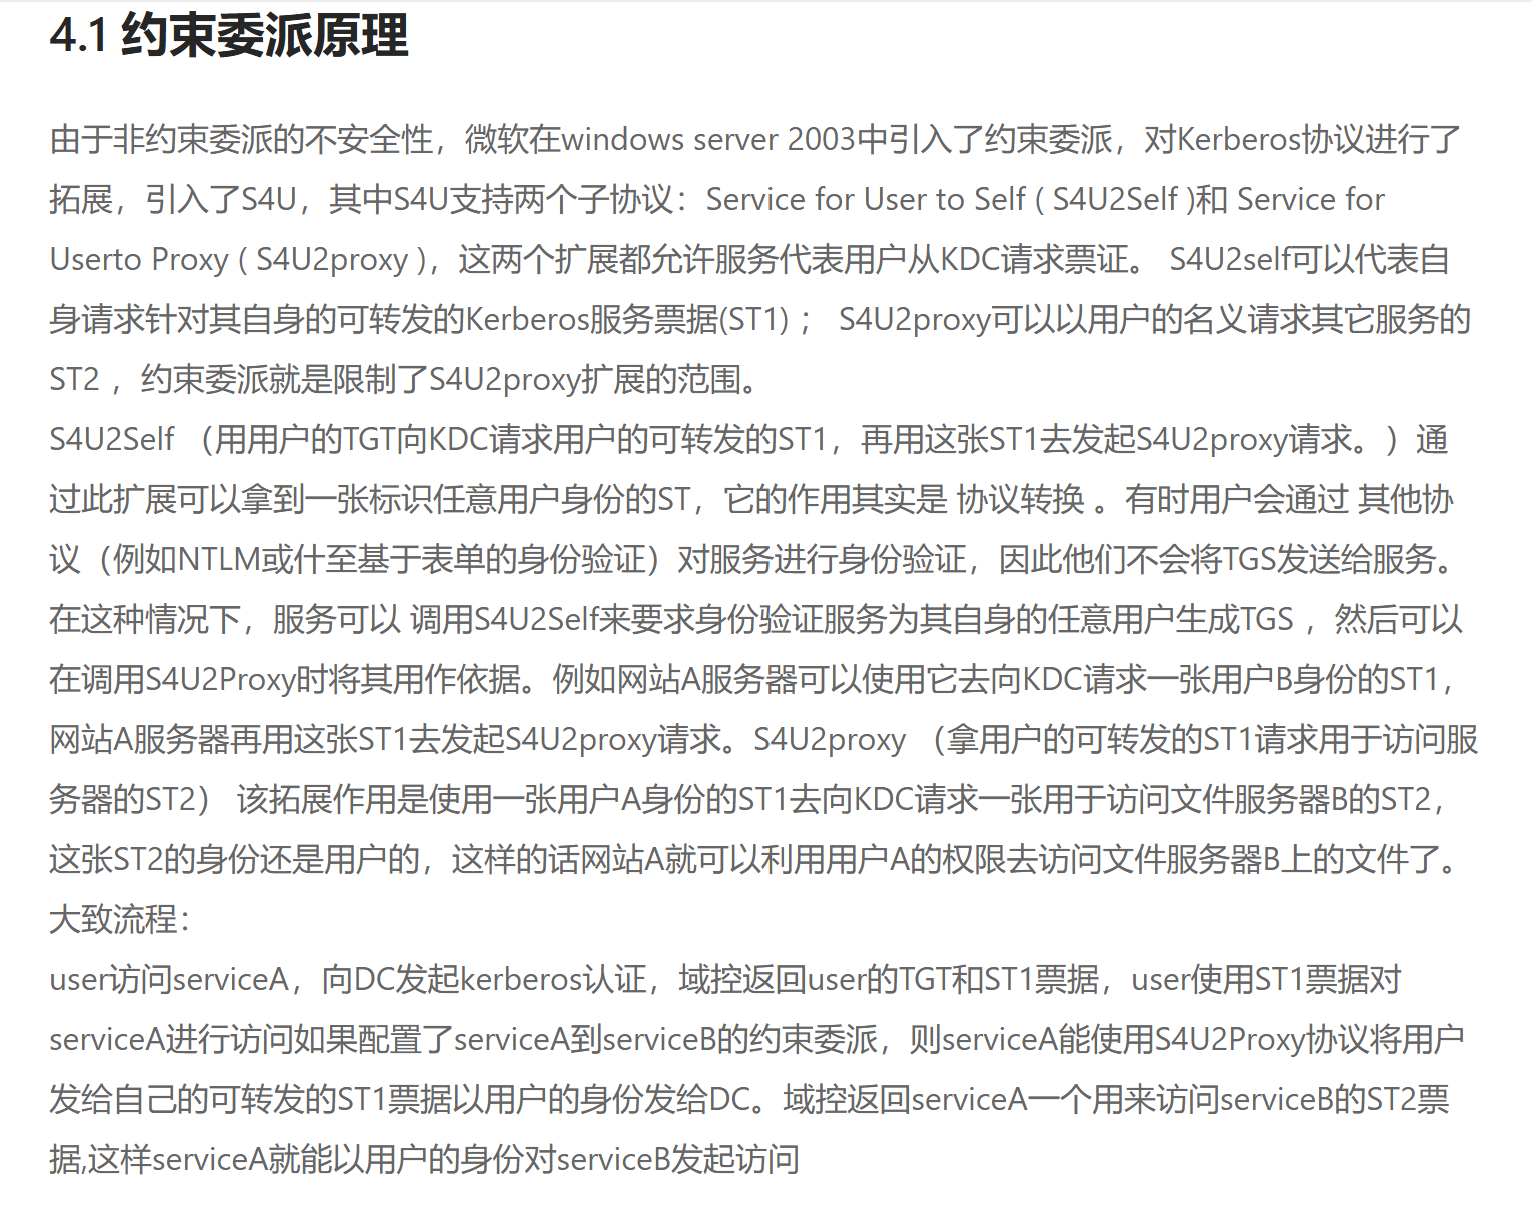 4.1 约束委派原理
由于非约束委派的不安全性，微软在windows server 2003中引入了约束委派，对Kerberos协议进行了
拓展，引入了S4U，其中S4U支持两个子协议：Service for User to Self ( S4U2Self )和 Service for
Userto Proxy ( S4U2proxy )，这两个扩展都允许服务代表用户从KDC请求票证。 S4U2self可以代表自
身请求针对其自身的可转发的Kerberos服务票据(ST1) ； S4U2proxy可以以用户的名义请求其它服务的
ST2 ，约束委派就是限制了S4U2proxy扩展的范围。
S4U2Self （用用户的TGT向KDC请求用户的可转发的ST1，再用这张ST1去发起S4U2proxy请求。）通
过此扩展可以拿到一张标识任意用户身份的ST，它的作用其实是 协议转换 。有时用户会通过 其他协
议（例如NTLM或什至基于表单的身份验证）对服务进行身份验证，因此他们不会将TGS发送给服务。
在这种情况下，服务可以 调用S4U2Self来要求身份验证服务为其自身的任意用户生成TGS ，然后可以
在调用S4U2Proxy时将其用作依据。例如网站A服务器可以使用它去向KDC请求一张用户B身份的ST1，
网站A服务器再用这张ST1去发起S4U2proxy请求。S4U2proxy （拿用户的可转发的ST1请求用于访问服
务器的ST2） 该拓展作用是使用一张用户A身份的ST1去向KDC请求一张用于访问文件服务器B的ST2，
这张ST2的身份还是用户的，这样的话网站A就可以利用用户A的权限去访问文件服务器B上的文件了。
大致流程：
user访问serviceA，向DC发起kerberos认证，域控返回user的TGT和ST1票据，user使用ST1票据对
serviceA进行访问如果配置了serviceA到serviceB的约束委派，则serviceA能使用S4U2Proxy协议将用户
发给自己的可转发的ST1票据以用户的身份发给DC。域控返回serviceA一个用来访问serviceB的ST2票
据,这样serviceA就能以用户的身份对serviceB发起访问